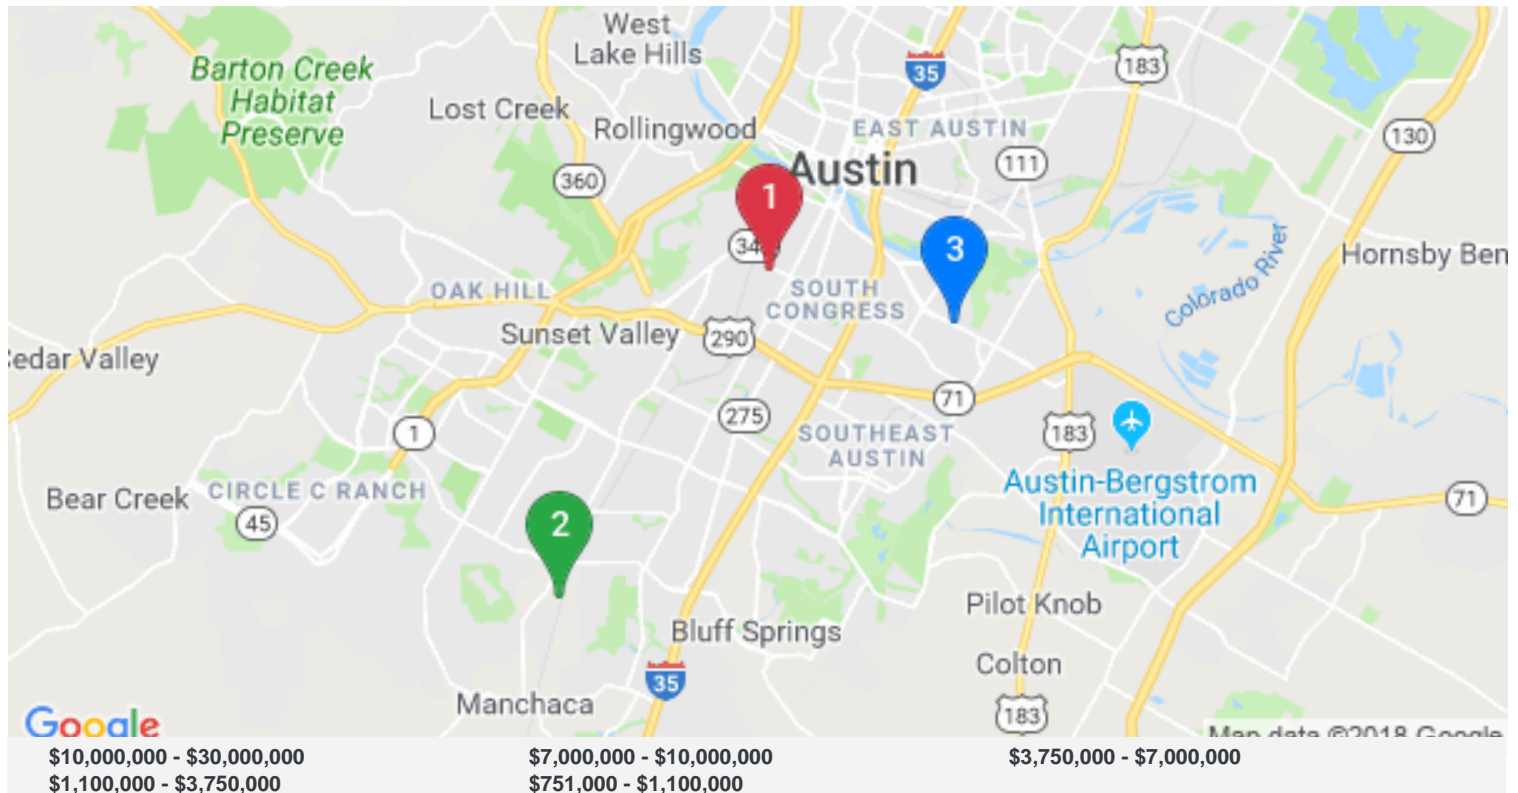 West
Lake Hills
35
183
Barton Creek
Habitat
Preserve
Lost Creek
Rollingwood
EAST AUSTIN
130
111
Austin
360
1
3
Hornsby Ben
Colorado River
OAK HILL
SOUTH
CONGRESS
Sunset Valley
290
edar Valley
71
275
1
SOUTHEAST
AUSTIN
183
Austin-Bergstrom
International
Airport
Bear Creek
CIRCLE C RANCH
45
71
2
Pilot Knob
Bluff Springs
Colton
35
Manchaca
183
Google
Map data ©2018 Google
$10,000,000 - $30,000,000
$7,000,000 - $10,000,000
$3,750,000 - $7,000,000
$1,100,000 - $3,750,000
$751,000 - $1,100,000